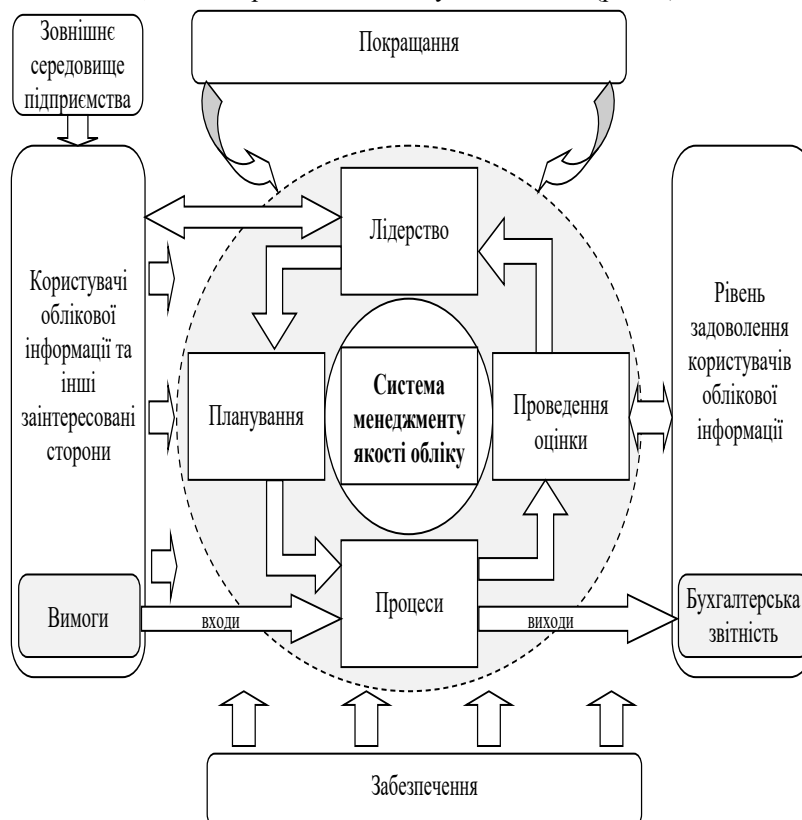 Зовнішнє
середовище
підприємства
Покращання
Користувачі
облікової
інформації та
інші
заінтересовані
сторони
Вимоги
Лідерство
Планування
Система
менеджменту
якості обліку
Проведення
оцінки
Процеси
входи
виходи
Рівень
задоволення
користувачів
облікової
інформації
Бухгалтерська
звітність
Забезпечення